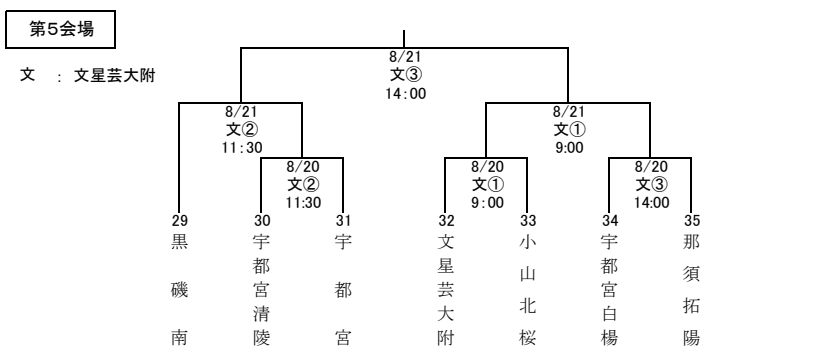 第5会場
文 : 文星芸大附
8/21
文③
14:00
8/21
文②
11:30
8/21
文①
9:00
8/20
文②
11:30
8/20
文①
9:00
8/20
文③
14:00
29
30
31
32
33
34
35
黒磯南
宇都宮清陵
宇都宮
文星芸大附
小山北桜
宇都宮白楊
那須拓陽